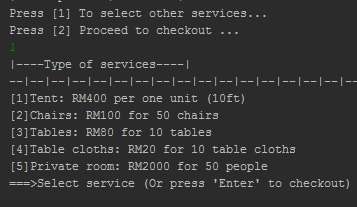 Press [1] To select other services...
Press [2] Proceed to checkout ...
1
|----Type of services----|
--|--|--|--|--|--|--|--|--|--|--|--|--|--|--|--|--
[1]Tent: RM400 per one unit (10ft)
[2]Chairs: RM100 for 50 chairs
[3]Tables: RM80 for 10 tables
[4]Table cloths: RM20 for 10 table cloths
[5]Private room: RM2000 for 50 people
===>Select service (Or press 'Enter' to checkout)